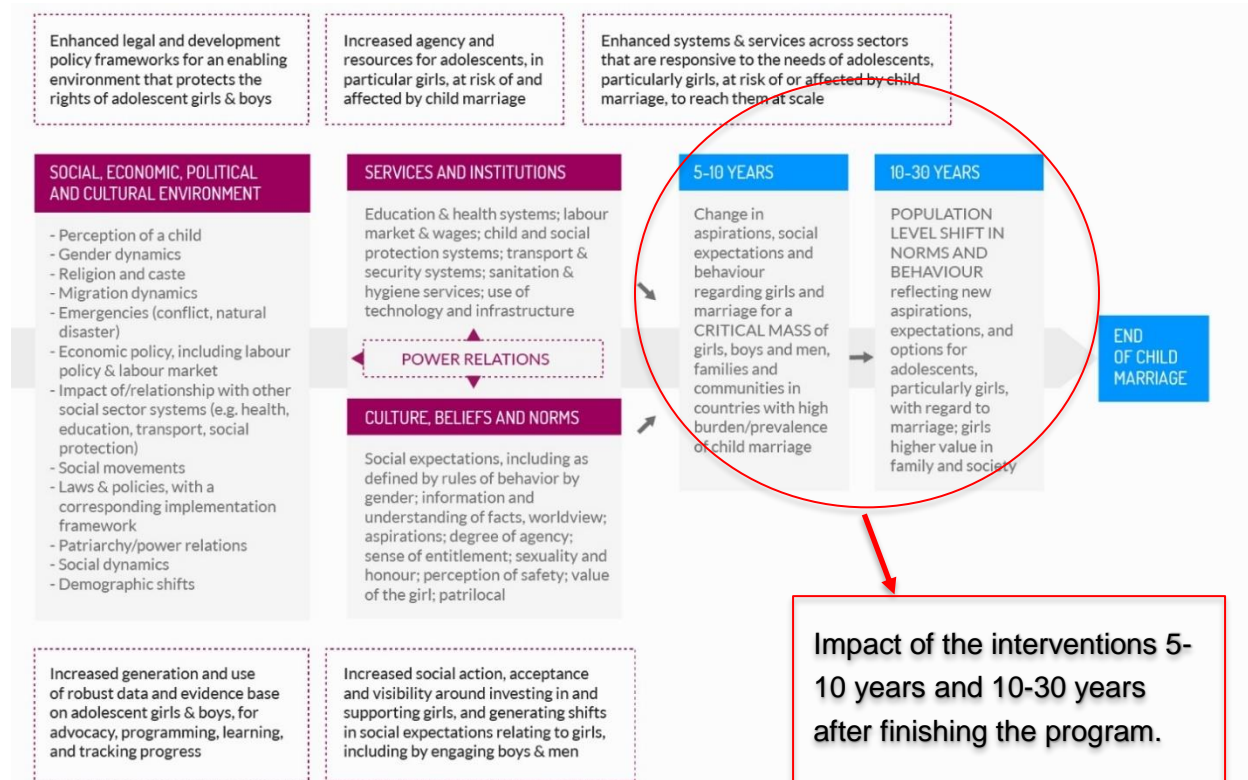 Enhanced legal and development
policy frameworks for an enabling
environment that protects the
rights of adolescent girls & boys
Increased agency and
resources for adolescents, in
particular girls, at risk of and
affected by child marriage
Enhanced systems & services across sectors
that are responsive to the needs of adolescents,
particularly girls, at risk of or affected by child
marriage, to reach them at scale
SOCIAL, ECONOMIC, POLITICAL
AND CULTURAL ENVIRONMENT
- Perception of a child
- Gender dynamics
- Religion and caste
- Migration dynamics
- Emergencies (conflict, natural
disaster)
- Economic policy, including labour
policy & labour market
- Impact of/relationship with other
social sector systems (e.g. health,
education, transport, social
protection)
- Social movements
- Laws & policies, with a
corresponding implementation
framework
- Patriarchy/power relations
- Social dynamics
- Demographic shifts
SERVICES AND INSTITUTIONS
Education & health systems; labour
market & wages; child and social
protection systems; transport &
security systems; sanitation &
hygiene services; use of
technology and infrastructure
POWER RELATIONS
CULTURE, BELIEFS AND NORMS
Social expectations, including as
defined by rules of behavior by
gender; information and
understanding of facts, worldview;
aspirations; degree of agency;
sense of entitlement; sexuality and
honour; perception of safety; value
of the girl; patrilocal
5-10 YEARS
Change in
aspirations, social
expectations and
behaviour
regarding girls and
marriage for a
CRITICAL MASS of
girls, boys and men,
families and
communities in
countries with high
burden/prevalence
of child marriage
10-30 YEARS
POPULATION
LEVEL SHIFT IN
NORMS AND
BEHAVIOUR
reflecting new
aspirations,
expectations, and
options for
adolescents,
particularly girls,
with regard to
marriage; girls
higher value in
family and society
END
OF CHILD
MARRIAGE
Increased generation and use
of robust data and evidence base
on adolescent girls & boys, for
advocacy, programming, learning,
and tracking progress
Increased social action, acceptance
and visibility around investing in and
supporting girls, and generating shifts
in social expectations relating to girls,
including by engaging boys & men
Impact of the interventions 5-
10 years and 10-30 years
after finishing the program.